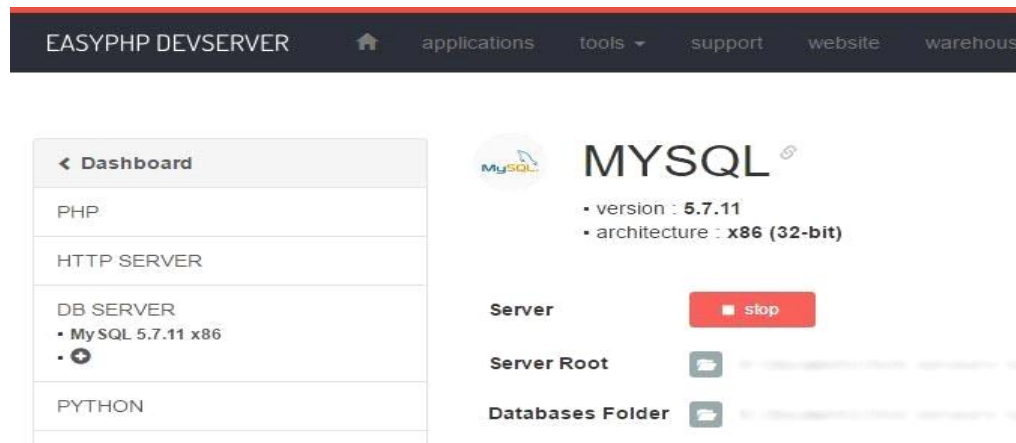 EASYPHP DEVSERVER applications tools support website warehous
Dashboard
PHP
HTTP SERVER
DB SERVER
▪ MySQL 5.7.11 x86
PYTHON
MySQL
MYSQL
▪ version : 5.7.11
▪ architecture : x86 (32-bit)
Server stop
Server Root
Databases Folder